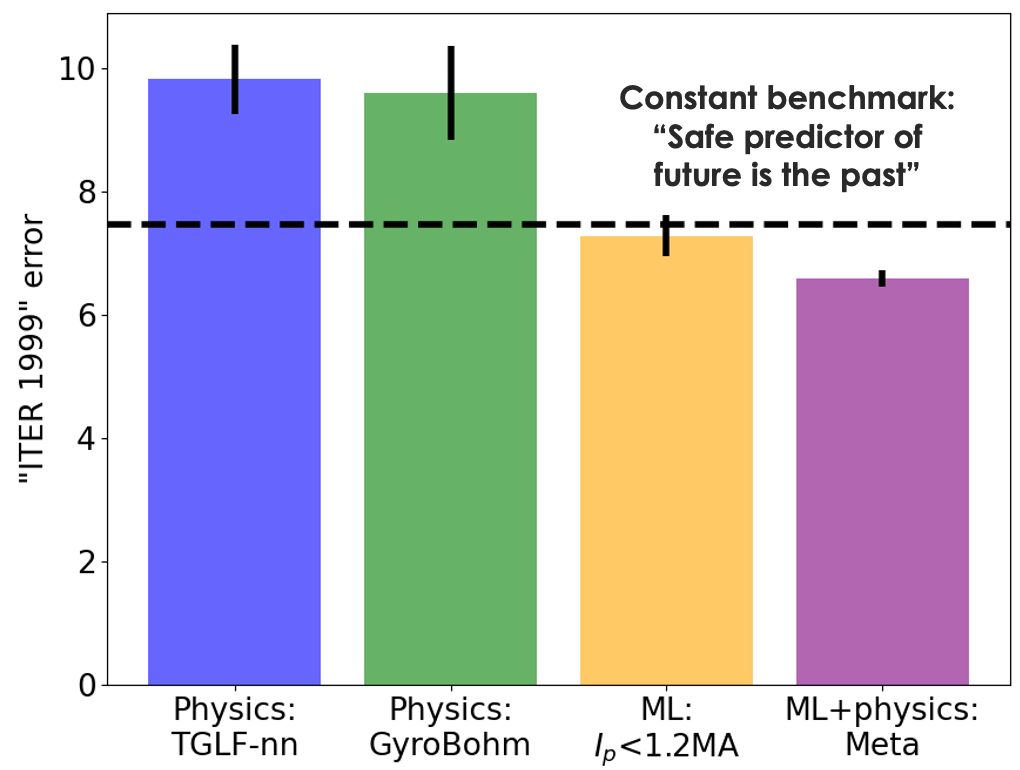 10
8
6
4
2
0
"ITER 1999" error
Constant benchmark:
“Safe predictor of
future is the past”
Physics:
TGLF-nn
Physics:
GyroBohm
ML:
Iₚ<1.2MA
ML+physics:
Meta